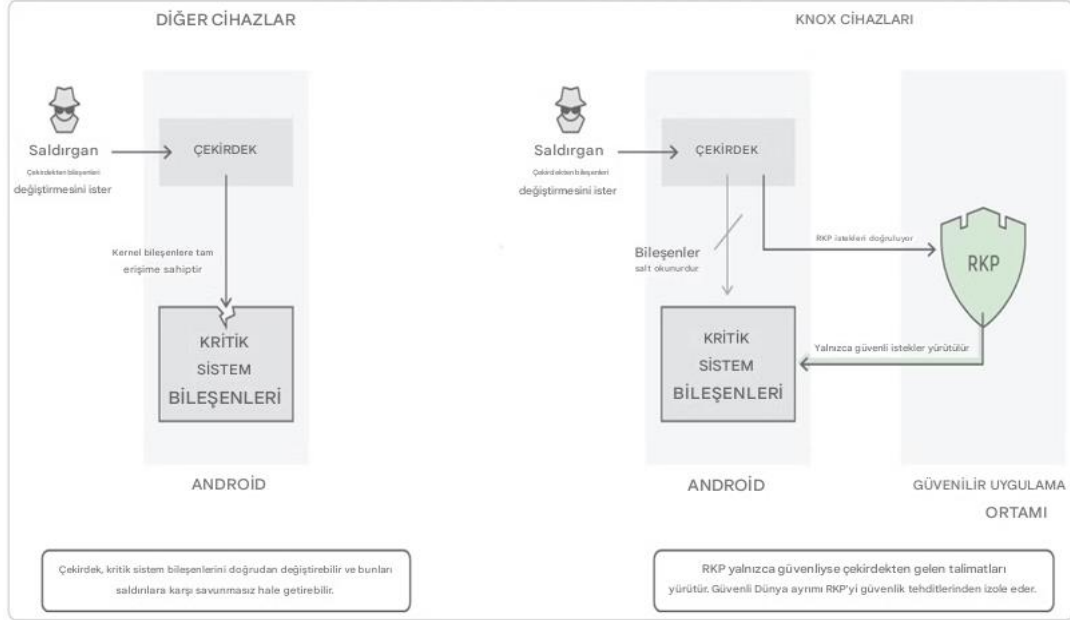 DİĞER CİHAZLAR
Saldırgan
Çekirdekten bileşenleri
değiştirmesini ister
ÇEKİRDEK
Kernel bileşenlere tam
erişime sahiptir
KRİTİK
SİSTEM
BİLEŞENLERİ
ANDROİD
Çekirdek, kritik sistem bileşenlerini doğrudan değiştirebilir ve bunları
saldırılara karşı savunmasız hale getirebilir.
KNOX CİHAZLARI
Saldırgan
Çekirdekten bileşenleri
değiştirmesini ister
ÇEKİRDEK
Bileşenler
salt okunurdur
RKP istekleri doğruluyor
RKP
Yalnızca güvenli istekler yürütülür
KRİTİK
SİSTEM
BİLEŞENLERİ
ANDROİD
GÜVENİLİR UYGULAMA
ORTAMI
RKP yalnızca güvenliyse çekirdekten gelen talimatları
yürütür. Güvenli Dünya ayrımı RKP'yi güvenlik tehditlerinden izole eder.